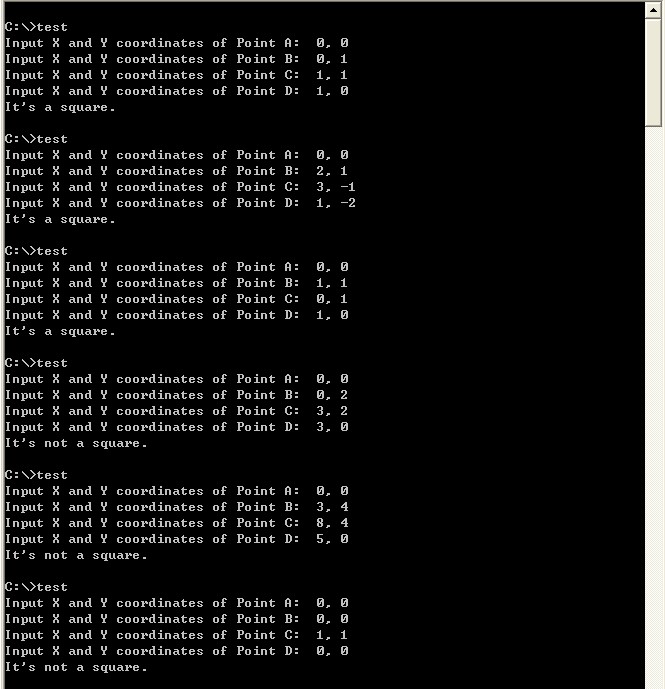 C:\>test
Input X and Y coordinates of Point A:  0, 0
Input X and Y coordinates of Point B:  0, 1
Input X and Y coordinates of Point C:  1, 1
Input X and Y coordinates of Point D:  1, 0
It's a square.
C:\>test
Input X and Y coordinates of Point A:  0, 0
Input X and Y coordinates of Point B:  2, 1
Input X and Y coordinates of Point C:  3, -1
Input X and Y coordinates of Point D:  1, -2
It's a square.
C:\>test
Input X and Y coordinates of Point A:  0, 0
Input X and Y coordinates of Point B:  1, 1
Input X and Y coordinates of Point C:  0, 1
Input X and Y coordinates of Point D:  1, 0
It's a square.
C:\>test
Input X and Y coordinates of Point A:  0, 0
Input X and Y coordinates of Point B:  0, 2
Input X and Y coordinates of Point C:  3, 2
Input X and Y coordinates of Point D:  3, 0
It's not a square.
C:\>test
Input X and Y coordinates of Point A:  0, 0
Input X and Y coordinates of Point B:  3, 4
Input X and Y coordinates of Point C:  8, 4
Input X and Y coordinates of Point D:  5, 0
It's not a square.
C:\>test
Input X and Y coordinates of Point A:  0, 0
Input X and Y coordinates of Point B:  0, 0
Input X and Y coordinates of Point C:  1, 1
Input X and Y coordinates of Point D:  0, 0
It's not a square.